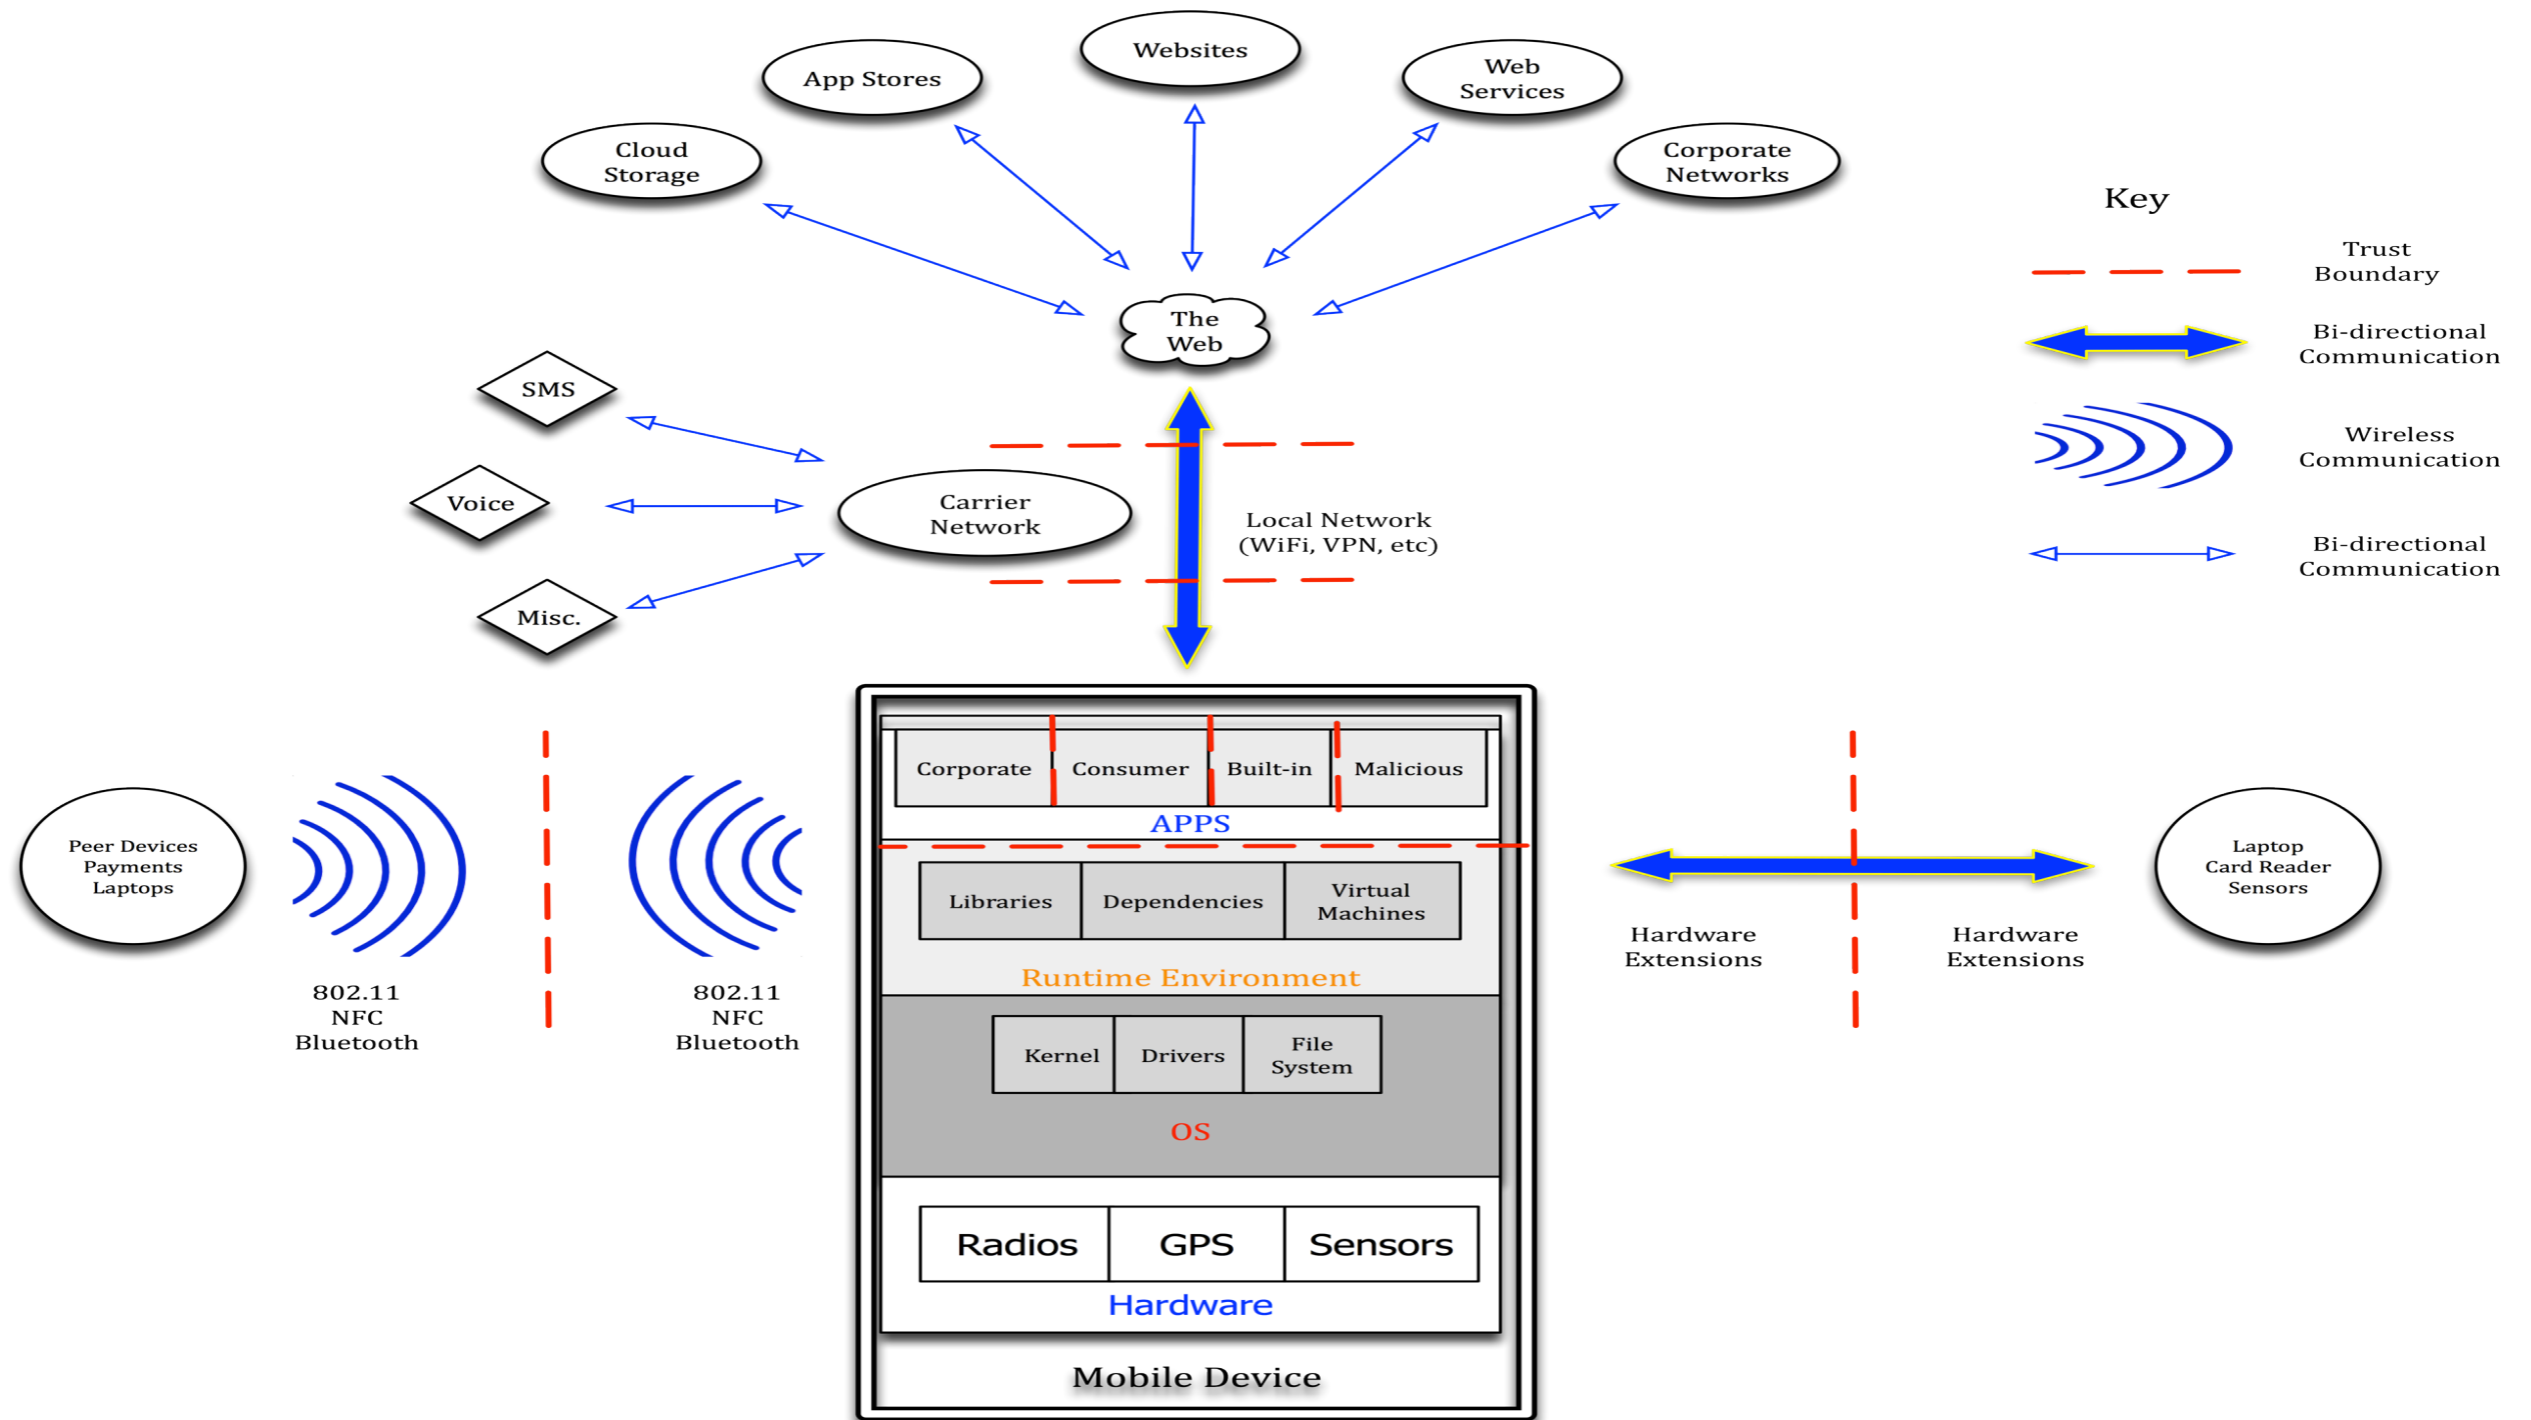 Websites
App Stores
Web
Services
Cloud
Storage
Corporate
Networks
Key
Trust
Boundary
The
Web
Bi-directional
Communication
SMS
Wireless
Communication
Voice
Carrier
Network
Local Network
(WiFi, VPN, etc)
Bi-directional
Communication
Misc.
Corporate
Consumer
Built-in
Malicious
APPS
Peer Devices
Payments
Laptops
Laptop
Card Reader
Sensors
Libraries
Dependencies
Virtual
Machines
Hardware
Extensions
Hardware
Extensions
Runtime Environment
802.11
NFC
Bluetooth
802.11
NFC
Bluetooth
Kernel
Drivers
File
System
OS
Radios
GPS
Sensors
Hardware
Mobile Device